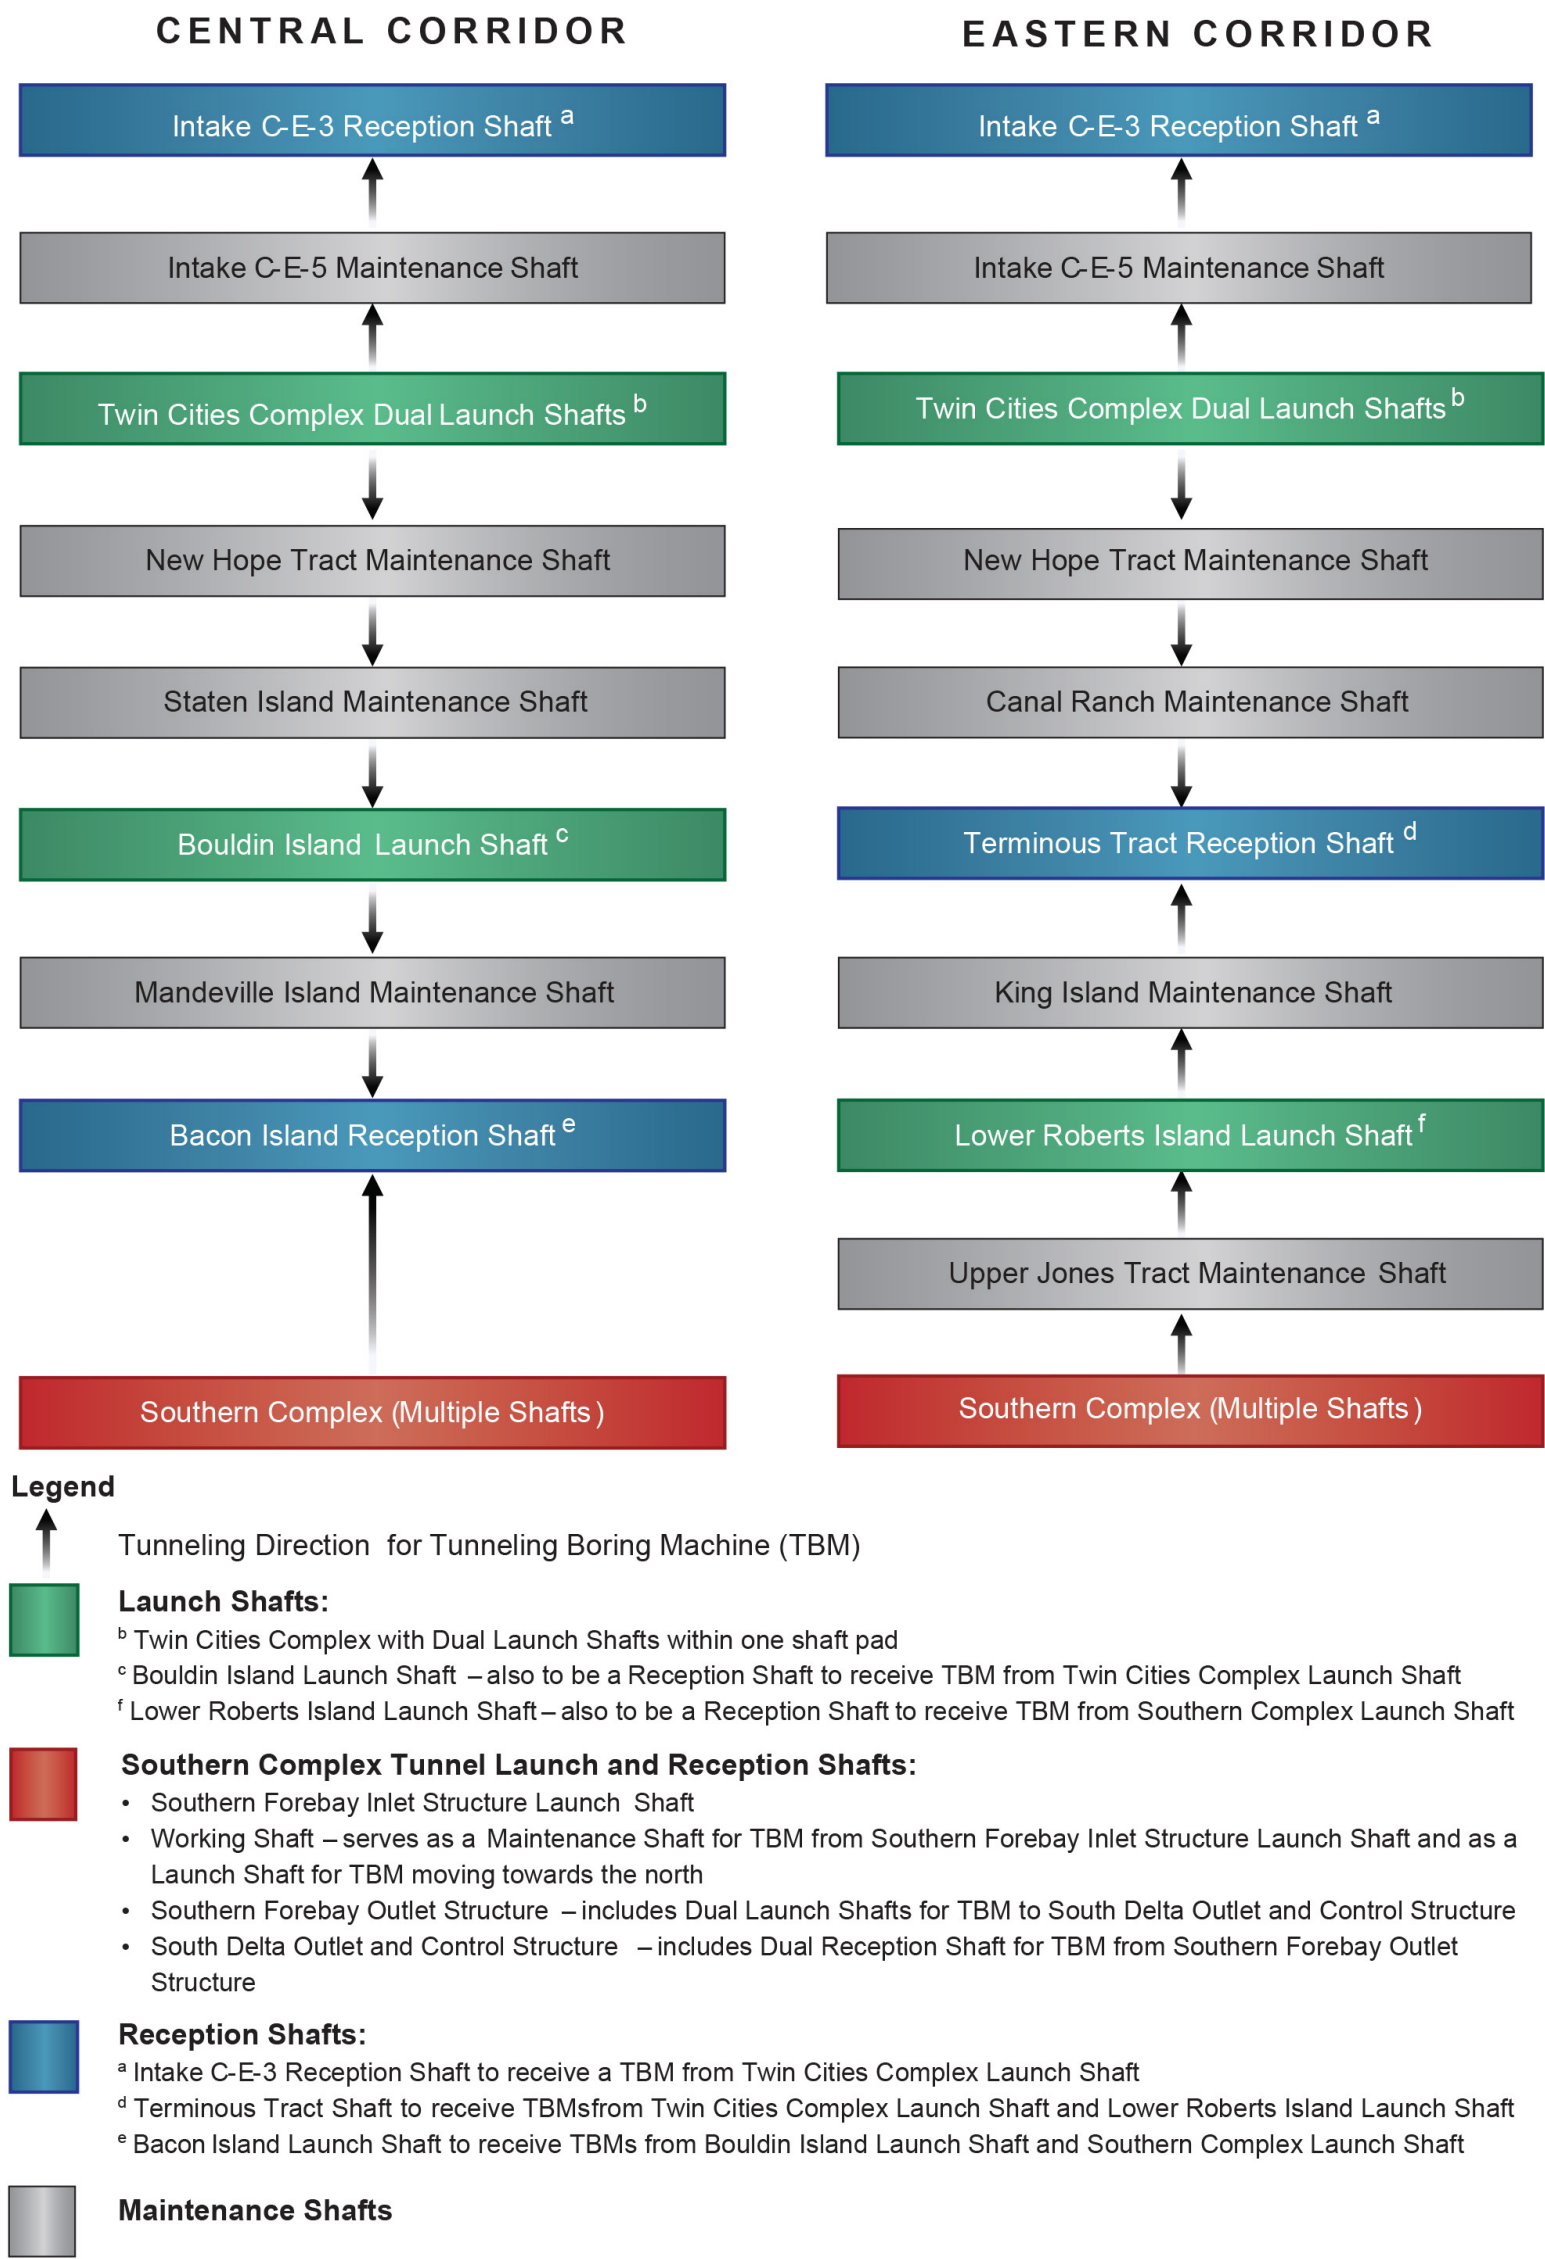 CENTRAL CORRIDOR
Intake C-E-3 Reception Shaft a
Intake C-E-5 Maintenance Shaft
Twin Cities Complex Dual Launch Shafts b
New Hope Tract Maintenance Shaft
Staten Island Maintenance Shaft
Bouldin Island Launch Shaft c
Mandeville Island Maintenance Shaft
Bacon Island Reception Shaft e
Southern Complex (Multiple Shafts)
EASTERN CORRIDOR
Intake C-E-3 Reception Shaft a
Intake C-E-5 Maintenance Shaft
Twin Cities Complex Dual Launch Shafts b
New Hope Tract Maintenance Shaft
Canal Ranch Maintenance Shaft
Terminous Tract Reception Shaft d
King Island Maintenance Shaft
Lower Roberts Island Launch Shaft f
Upper Jones Tract Maintenance Shaft
Southern Complex (Multiple Shafts)
Legend
Tunneling Direction for Tunneling Boring Machine (TBM)
Launch Shafts:
b Twin Cities Complex with Dual Launch Shafts within one shaft pad
c Bouldin Island Launch Shaft – also to be a Reception Shaft to receive TBM from Twin Cities Complex Launch Shaft
f Lower Roberts Island Launch Shaft – also to be a Reception Shaft to receive TBM from Southern Complex Launch Shaft
Southern Complex Tunnel Launch and Reception Shafts:
• Southern Forebay Inlet Structure Launch Shaft
• Working Shaft – serves as a Maintenance Shaft for TBM from Southern Forebay Inlet Structure Launch Shaft and as a
Launch Shaft for TBM moving towards the north
• Southern Forebay Outlet Structure – includes Dual Launch Shafts for TBM to South Delta Outlet and Control Structure
• South Delta Outlet and Control Structure – includes Dual Reception Shaft for TBM from Southern Forebay Outlet
Structure
Reception Shafts:
a Intake C-E-3 Reception Shaft to receive a TBM from Twin Cities Complex Launch Shaft
d Terminous Tract Shaft to receive TBMsfrom Twin Cities Complex Launch Shaft and Lower Roberts Island Launch Shaft
e Bacon Island Launch Shaft to receive TBMs from Bouldin Island Launch Shaft and Southern Complex Launch Shaft
Maintenance Shafts